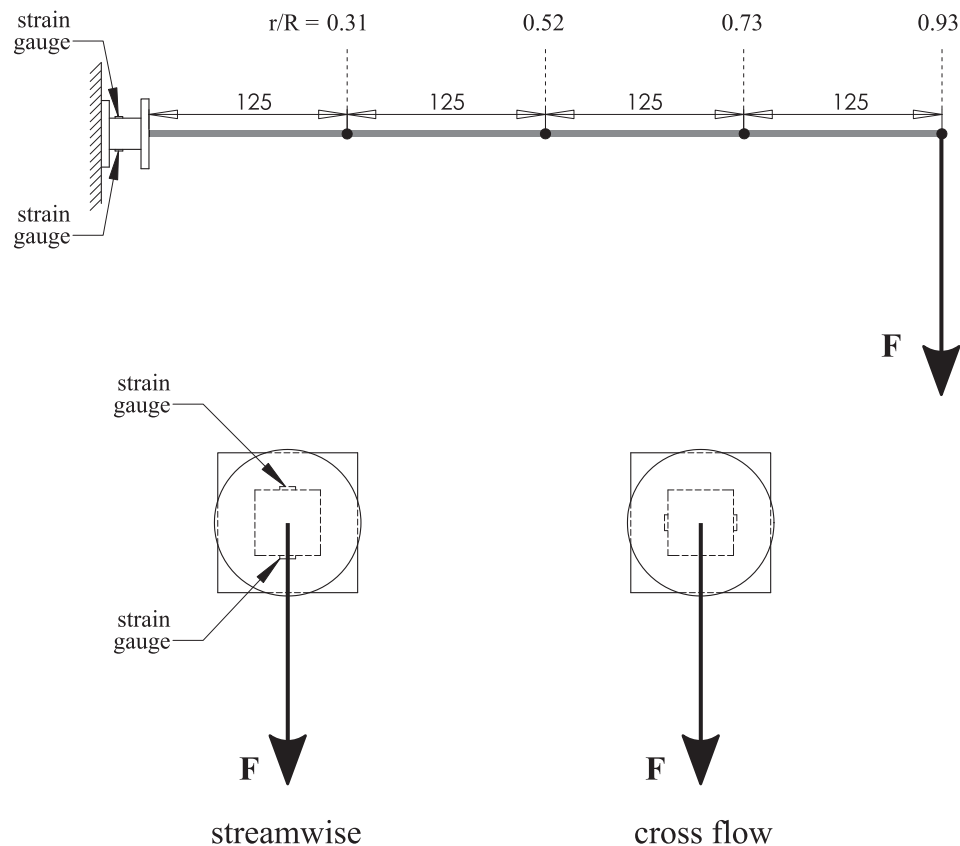 strain
gauge
r/R = 0.31
0.52
0.73
0.93
125
125
125
125
strain
gauge
F
strain
gauge
strain
gauge
F
F
streamwise
cross flow